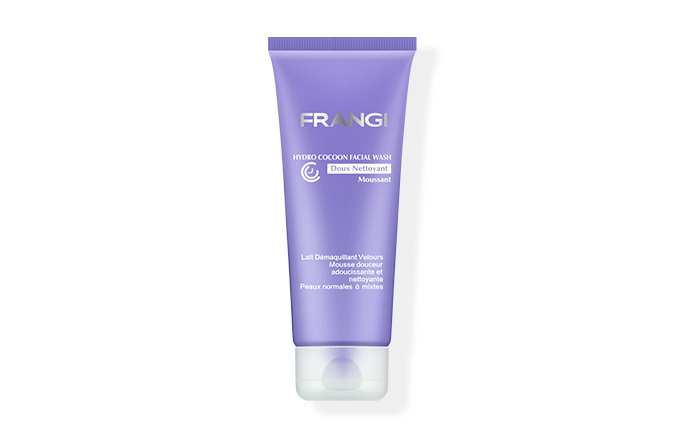 FRANGI
HYDRO COCOON FACIAL WASH
Doux Nettoyant
Moussant
Lait Démaquillant Velours
Mousse douceur
adoucissante et
nettoyante
Peaux normales ó mixtes